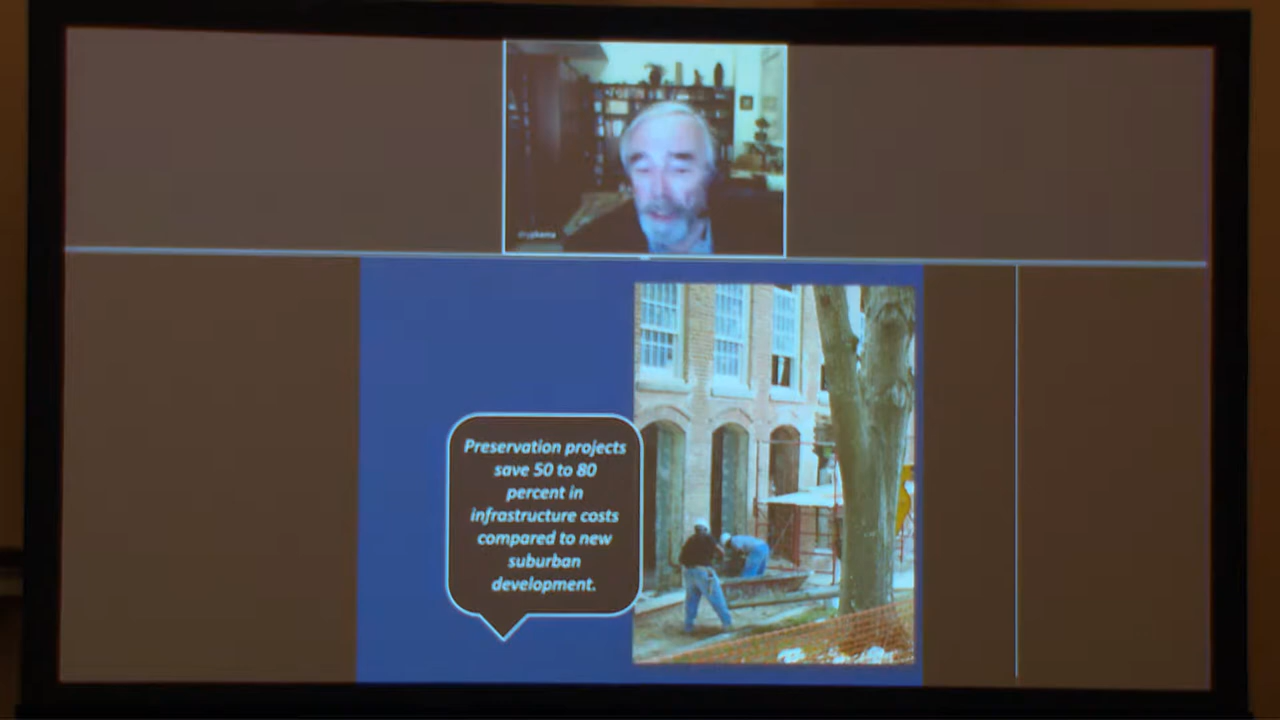 Preservation projects
save 50 to 80
percent in
infrastructure costs
compared to new
suburban
development.